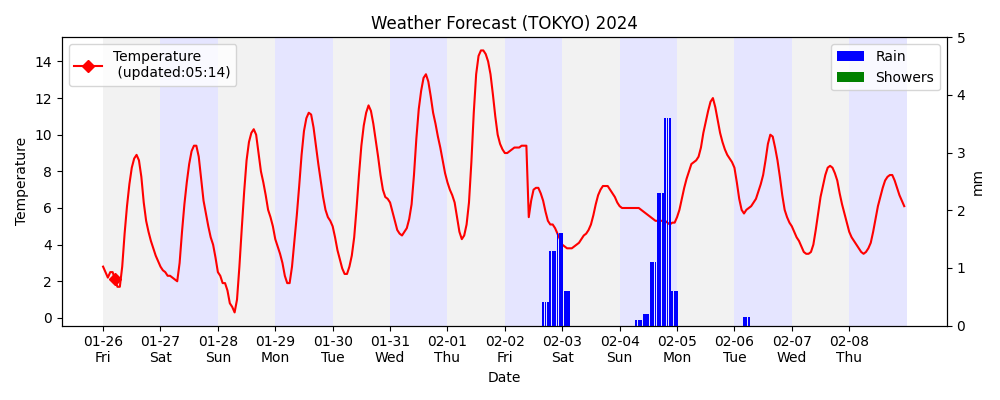 Weather Forecast (TOKYO) 2024
Temperature
(updated:05:14)
Rain
Showers
Temperature
14
12
10
8
6
4
2
0
5
4
3
2
1
0
mm
01-26 01-27 01-28 01-29 01-30 01-31 02-01 02-02 02-03 02-04 02-05 02-06 02-07 02-08
Fri Sat Sun Mon Tue Wed Thu Fri Sat Sun Mon Tue Wed Thu
Date